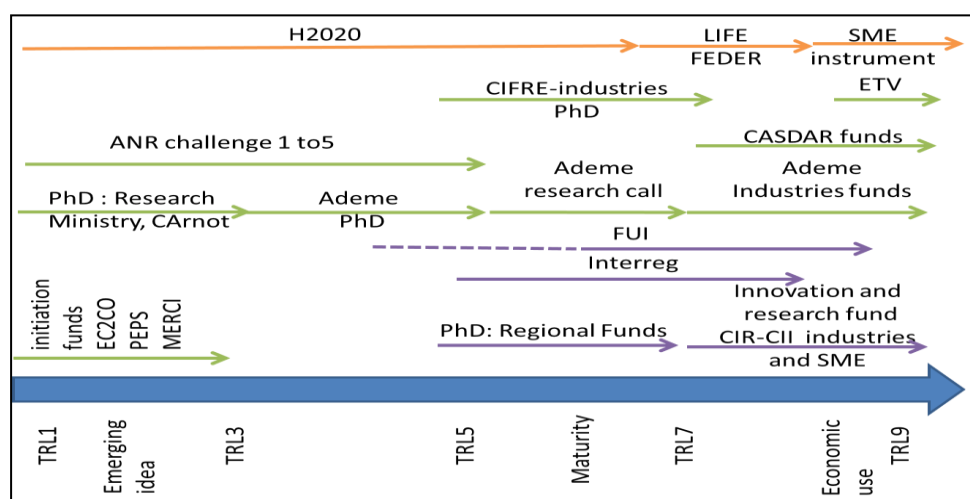 H2020
LIFE
FEDER
SME
instrument
ETV
CIFRE-industries
PhD
CASDAR funds
ANR challenge 1 to5
Ademe
research call
Ademe
Industries funds
PhD : Research
Ministry, CArnot
Ademe
PhD
FUI
Interreg
initiation
funds
EC2CO
PEPS
MERCI
PhD: Regional Funds
Innovation and
research fund
CIR-CII industries
and SME
TRL1
Emerging
idea
TRL3
TRL5
Maturity
TRL7
Economic
use
TRL9